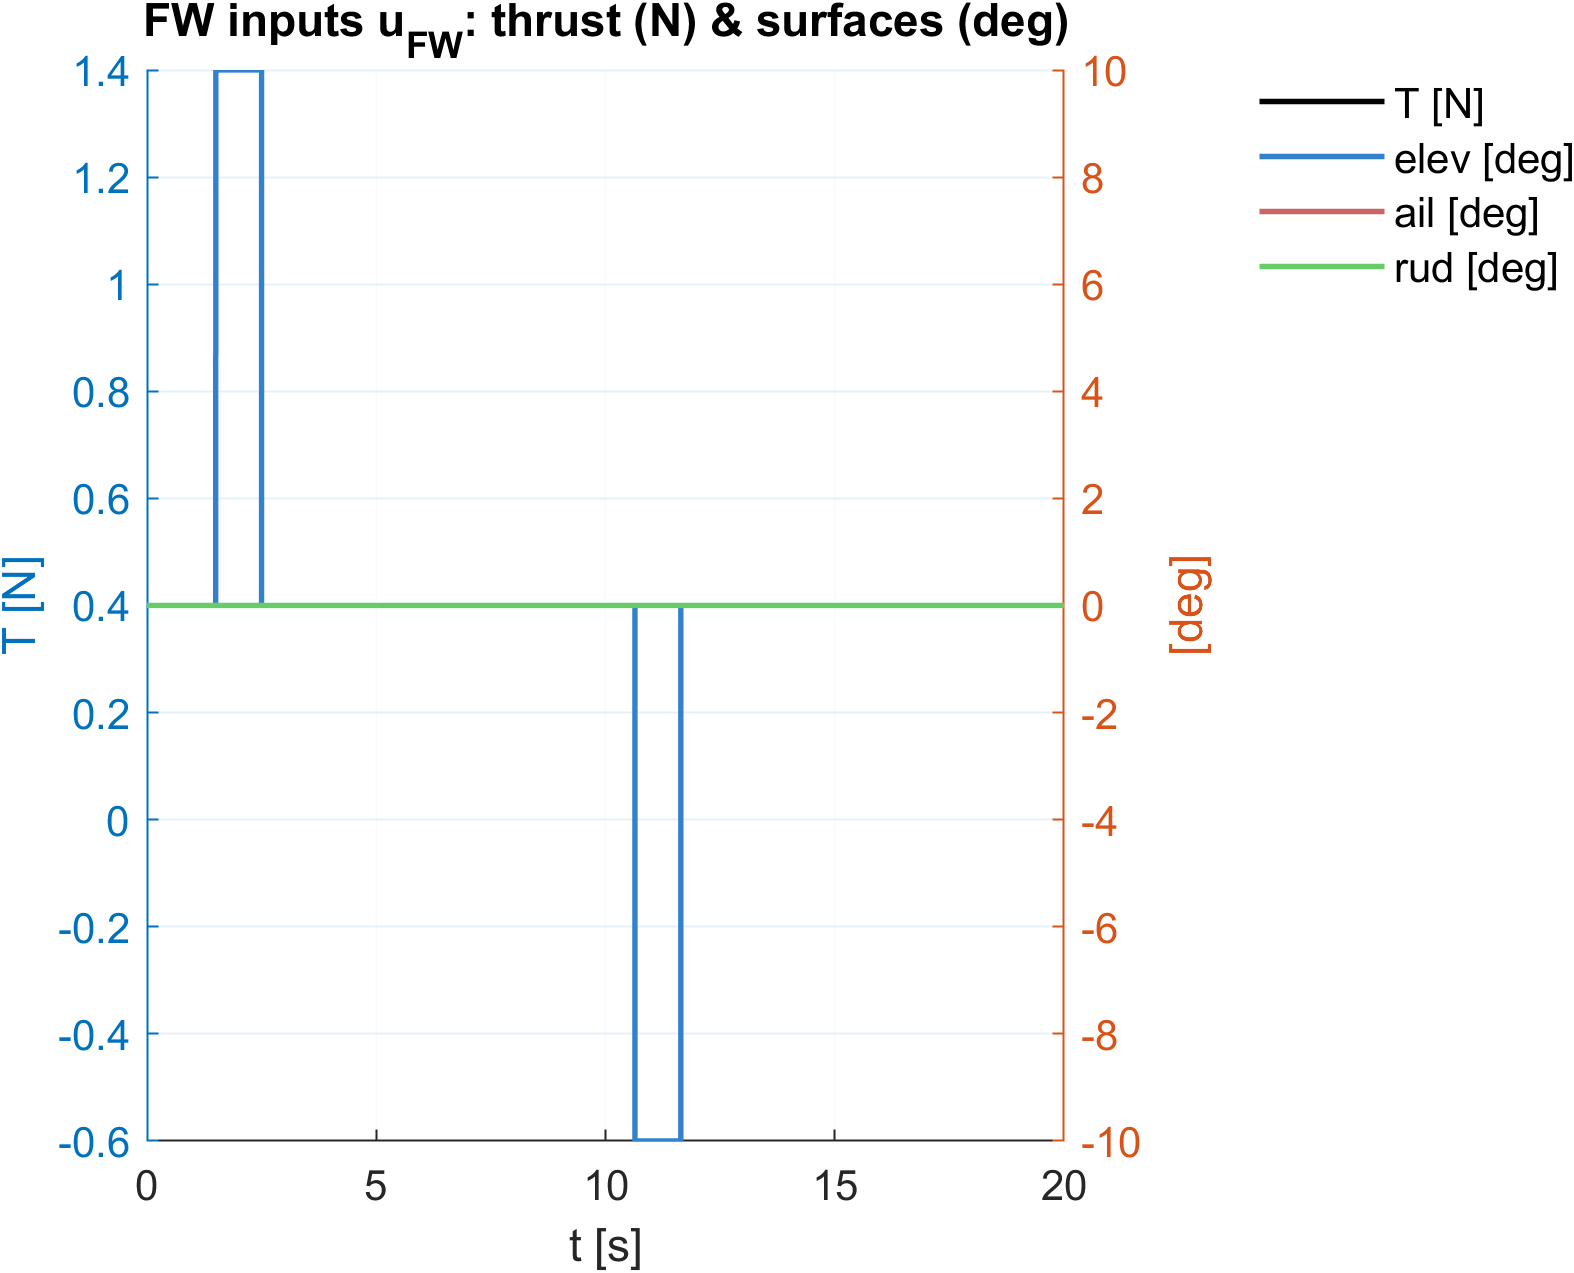 FW inputs u_FW: thrust (N) & surfaces (deg)
1.4
1.2
1
0.8
0.6
0.4
0.2
0
-0.2
-0.4
-0.6
T [N]
10
8
6
4
2
0
-2
-4
-6
-8
-10
[deg]
0 5 10 15 20
t [s]
T [N]
elev [deg]
ail [deg]
rud [deg]